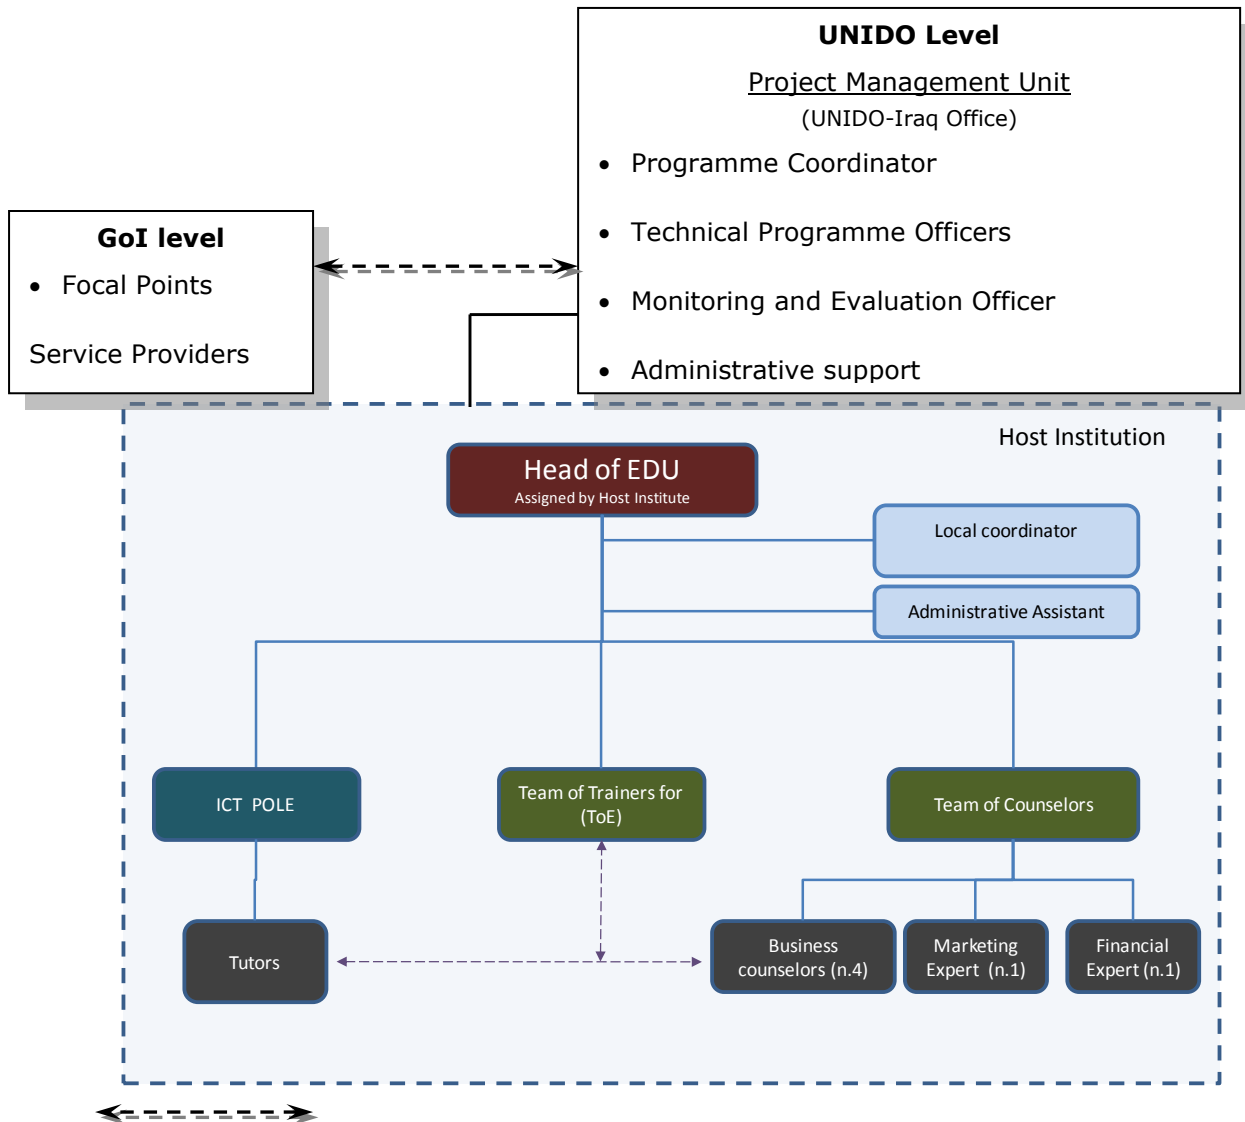 UNIDO Level
Project Management Unit
(UNIDO-Iraq Office)
• Programme Coordinator
• Technical Programme Officers
• Monitoring and Evaluation Officer
• Administrative support
GoI level
• Focal Points
Service Providers
Host Institution
Head of EDU
Assigned by Host Institute
Local coordinator
Administrative Assistant
ICT POLE
Team of Trainers for
(ToE)
Team of Counselors
Tutors
Business
counselors (n.4)
Marketing
Expert (n.1)
Financial
Expert (n.1)